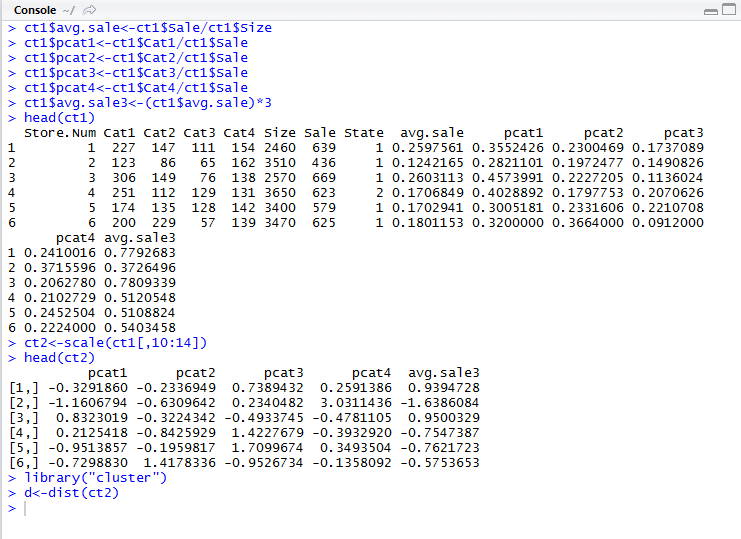 Console ~/
> ct1$avg.sale<-ct1$Sale/ct1$Size
> ct1$pcat1<-ct1$Cat1/ct1$Sale
> ct1$pcat2<-ct1$Cat2/ct1$Sale
> ct1$pcat3<-ct1$Cat3/ct1$Sale
> ct1$pcat4<-ct1$Cat4/ct1$Sale
> ct1$avg.sale3<-(ct1$avg.sale)*3
> head(ct1)
  Store.Num Cat1 Cat2 Cat3 Cat4 Size Sale State  avg.sale     pcat1     pcat2     pcat3
1         1  227  147  111  154 2460  639     1 0.2597561 0.3552426 0.2300469 0.1737089
2         2  123   86   65  162 3510  436     1 0.1242165 0.2821101 0.1972477 0.1490826
3         3  306  149   76  138 2570  669     1 0.2603113 0.4573991 0.2227205 0.1136024
4         4  251  112  129  131 3650  623     2 0.1706849 0.4028892 0.1797753 0.2070626
5         5  174  135  128  142 3400  579     1 0.1702941 0.3005181 0.2331606 0.2210708
6         6  200  229   57  139 3470  625     1 0.1801153 0.3200000 0.3664000 0.0912000
      pcat4 avg.sale3
1 0.2410016 0.7792683
2 0.3715596 0.3726496
3 0.2062780 0.7809339
4 0.2102729 0.5120548
5 0.2452504 0.5108824
6 0.2224000 0.5403458
> ct2<-scale(ct1[,10:14])
> head(ct2)
          pcat1      pcat2      pcat3      pcat4  avg.sale3
[1,] -0.3291860 -0.2336949  0.7389432  0.2591386  0.9394728
[2,] -1.1606794 -0.6309642  0.2340482  3.0311436 -1.6386084
[3,]  0.8323019 -0.3224342 -0.4933745 -0.4781105  0.9500329
[4,]  0.2125418 -0.8425929  1.4227679 -0.3932920 -0.7547387
[5,] -0.9513857 -0.1959817  1.7099674  0.3493504 -0.7621723
[6,] -0.7298830  1.4178336 -0.9526734 -0.1358092 -0.5753653
> library("cluster")
> d<-dist(ct2)
>